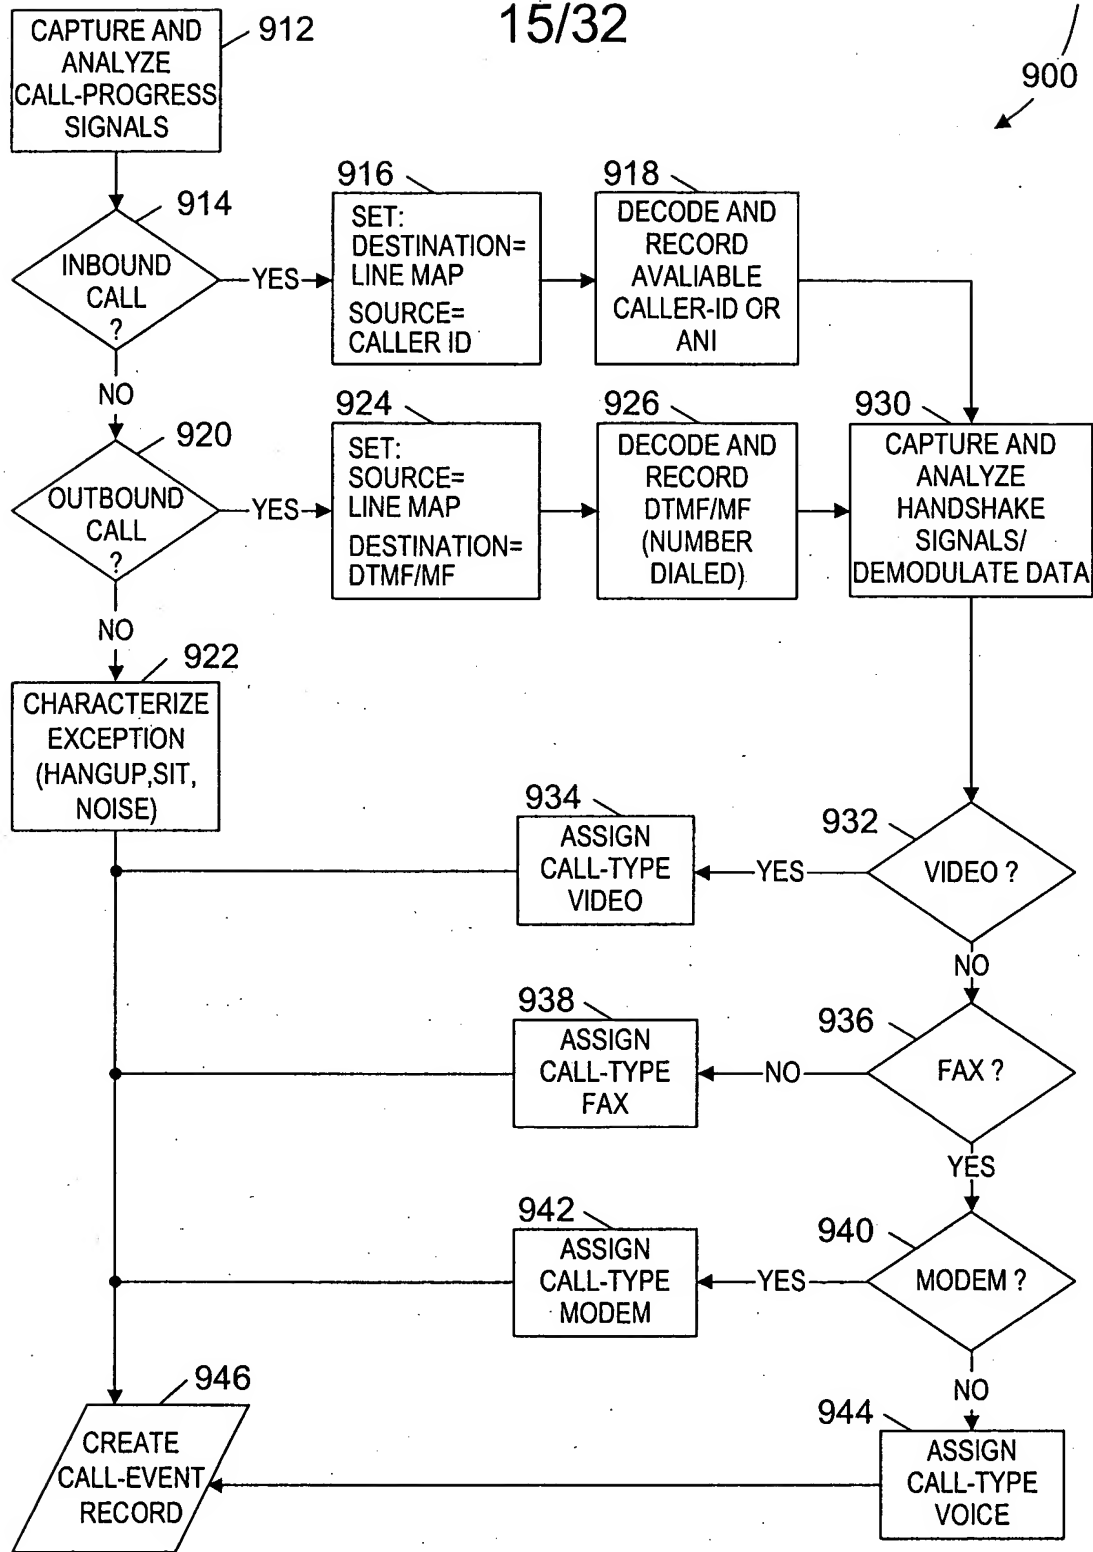 15/32
900
912
CAPTURE AND
ANALYZE
CALL-PROGRESS
SIGNALS
914
INBOUND
CALL
?
YES
NO
916
SET:
DESTINATION=
LINE MAP
SOURCE=
CALLER ID
918
DECODE AND
RECORD
AVALIABLE
CALLER-ID OR
ANI
920
OUTBOUND
CALL
?
YES
NO
924
SET:
SOURCE=
LINE MAP
DESTINATION=
DTMF/MF
926
DECODE AND
RECORD
DTMF/MF
(NUMBER
DIALED)
930
CAPTURE AND
ANALYZE
HANDSHAKE
SIGNALS/
DEMODULATE DATA
922
CHARACTERIZE
EXCEPTION
(HANGUP,SIT,
NOISE)
932
VIDEO ?
YES
NO
934
ASSIGN
CALL-TYPE
VIDEO
936
FAX ?
NO
YES
938
ASSIGN
CALL-TYPE
FAX
940
MODEM ?
YES
NO
942
ASSIGN
CALL-TYPE
MODEM
944
ASSIGN
CALL-TYPE
VOICE
946
CREATE
CALL-EVENT
RECORD